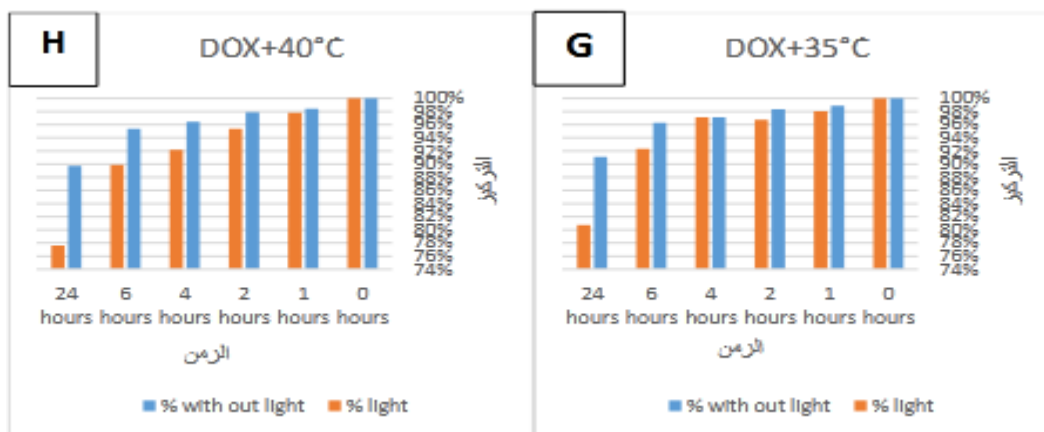 H
DOX+40°C
100%
98%
96%
94%
92%
90%
88%
86%
84%
82%
80%
78%
76%
74%
التركيز
24 hours
6 hours
4 hours
2 hours
1 hours
0 hours
الزمن
% with out light
% light
G
DOX+35°C
100%
98%
96%
94%
92%
90%
88%
86%
84%
82%
80%
78%
76%
74%
التركيز
24 hours
6 hours
4 hours
2 hours
1 hours
0 hours
الزمن
% with out light
% light